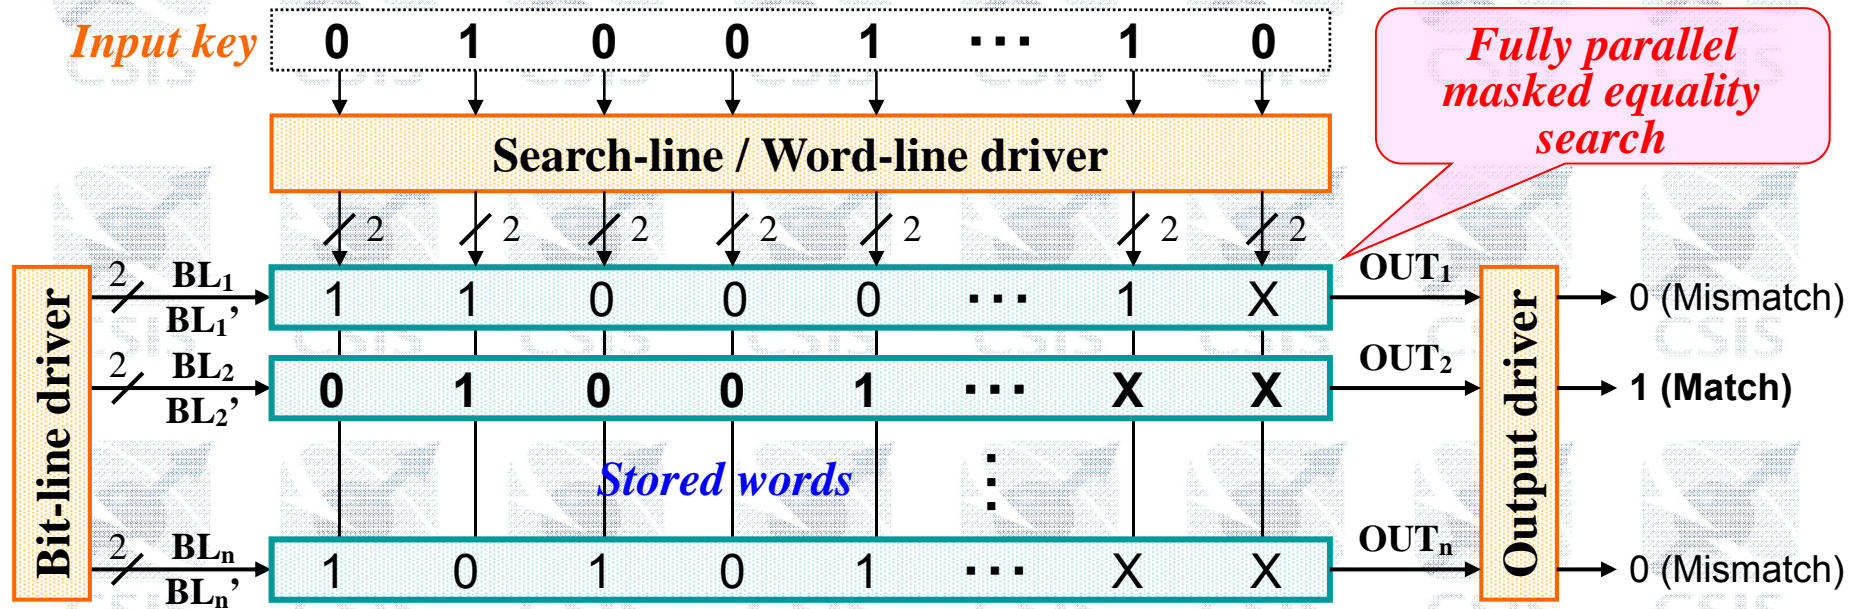 Input key 0 1 0 0 1 ··· 1 0
Fully parallel
masked equality
search
Search-line / Word-line driver
2 2 2 2 2 2 2
Bit-line driver
2 BL1
BL1’
1 1 0 0 0 ··· 1 X
OUT1
0 (Mismatch)
2 BL2
BL2’
0 1 0 0 1 ··· X X
OUT2
1 (Match)
Stored words
2 BLn
BLn’
1 0 1 0 1 ··· X X
OUTn
0 (Mismatch)
Output driver
CSIS